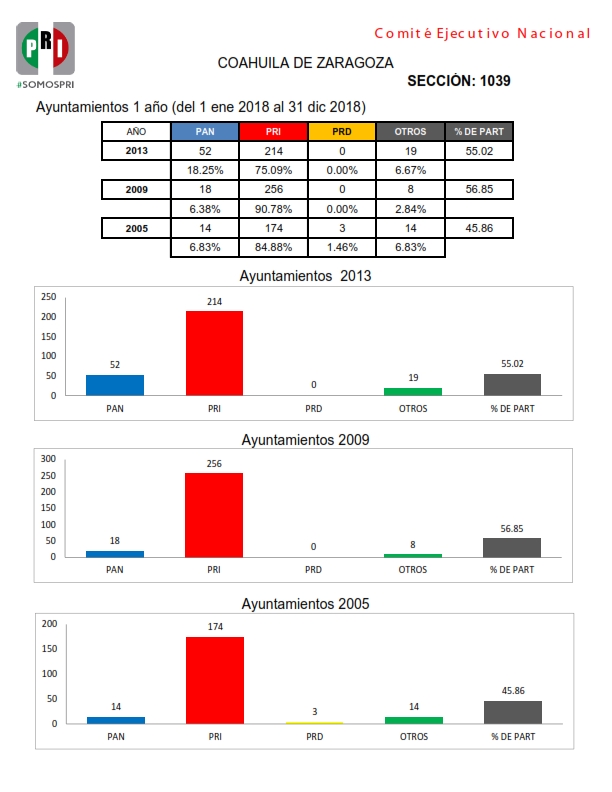 Comité Ejecutivo Nacional
PRI
#SOMOSPRI
COAHUILA DE ZARAGOZA
SECCIÓN: 1039
Ayuntamientos 1 año (del 1 ene 2018 al 31 dic 2018)
AÑO PAN PRI PRD OTROS % DE PART
2013 52 214 0 19 55.02
18.25% 75.09% 0.00% 6.67%
2009 18 256 0 8 56.85
6.38% 90.78% 0.00% 2.84%
2005 14 174 3 14 45.86
6.83% 84.88% 1.46% 6.83%
Ayuntamientos 2013
250
200
150
100
50
0
52 214 0 19 55.02
PAN PRI PRD OTROS % DE PART
Ayuntamientos 2009
300
250
200
150
100
50
0
18 256 0 8 56.85
PAN PRI PRD OTROS % DE PART
Ayuntamientos 2005
200
150
100
50
0
14 174 3 14 45.86
PAN PRI PRD OTROS % DE PART